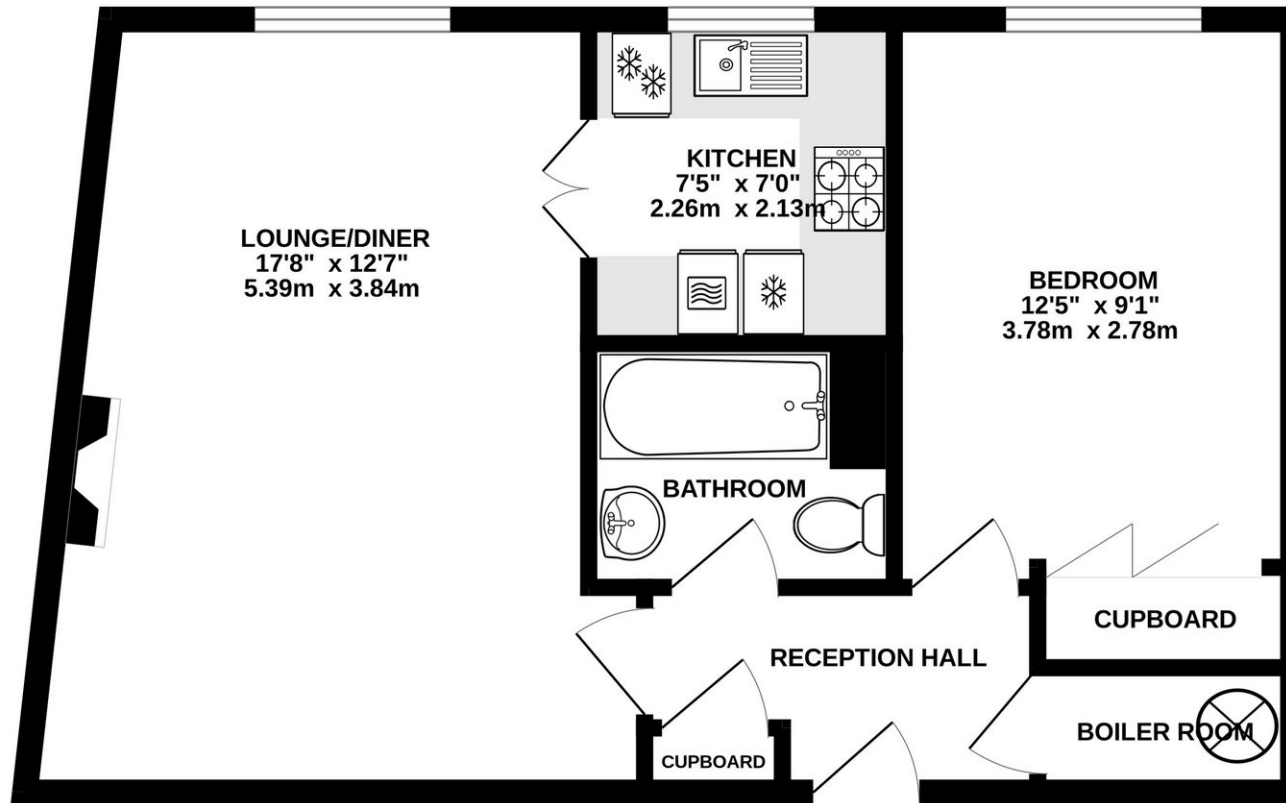 LOUNGE/DINER
17'8" x 12'7"
5.39m x 3.84m
KITCHEN
7'5" x 7'0"
2.26m x 2.13m
BEDROOM
12'5" x 9'1"
3.78m x 2.78m
BATHROOM
CUPBOARD
RECEPTION HALL
BOILER ROOM
CUPBOARD